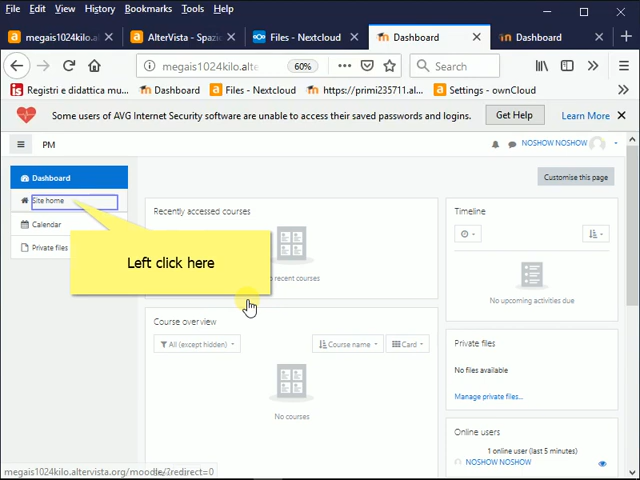 File Edit View History Bookmarks Tools Help
megais1024kilo.al
AlterVista - Spazi
Files - Nextcloud
Dashboard
Dashboard
megais1024kilo.alte
60%
Search
Registri e didattica mu...
Dashboard
Files - Nextcloud
https://primi235711.al...
Settings - ownCloud
Some users of AVG Internet Security software are unable to access their saved passwords and logins.
Get Help
Learn More
PM
NOSHOW NOSHOW
Dashboard
Customise this page
Site home
Calendar
Private files
Left click here
Recently accessed courses
recent courses
Timeline
No upcoming activities due
Course overview
All (except hidden)
Course name
Card
No courses
Private files
No files available
Manage private files...
Online users
1 online user (last 5 minutes)
NOSHOW NOSHOW
megais1024kilo.altervista.org/moodle/?redirect=0